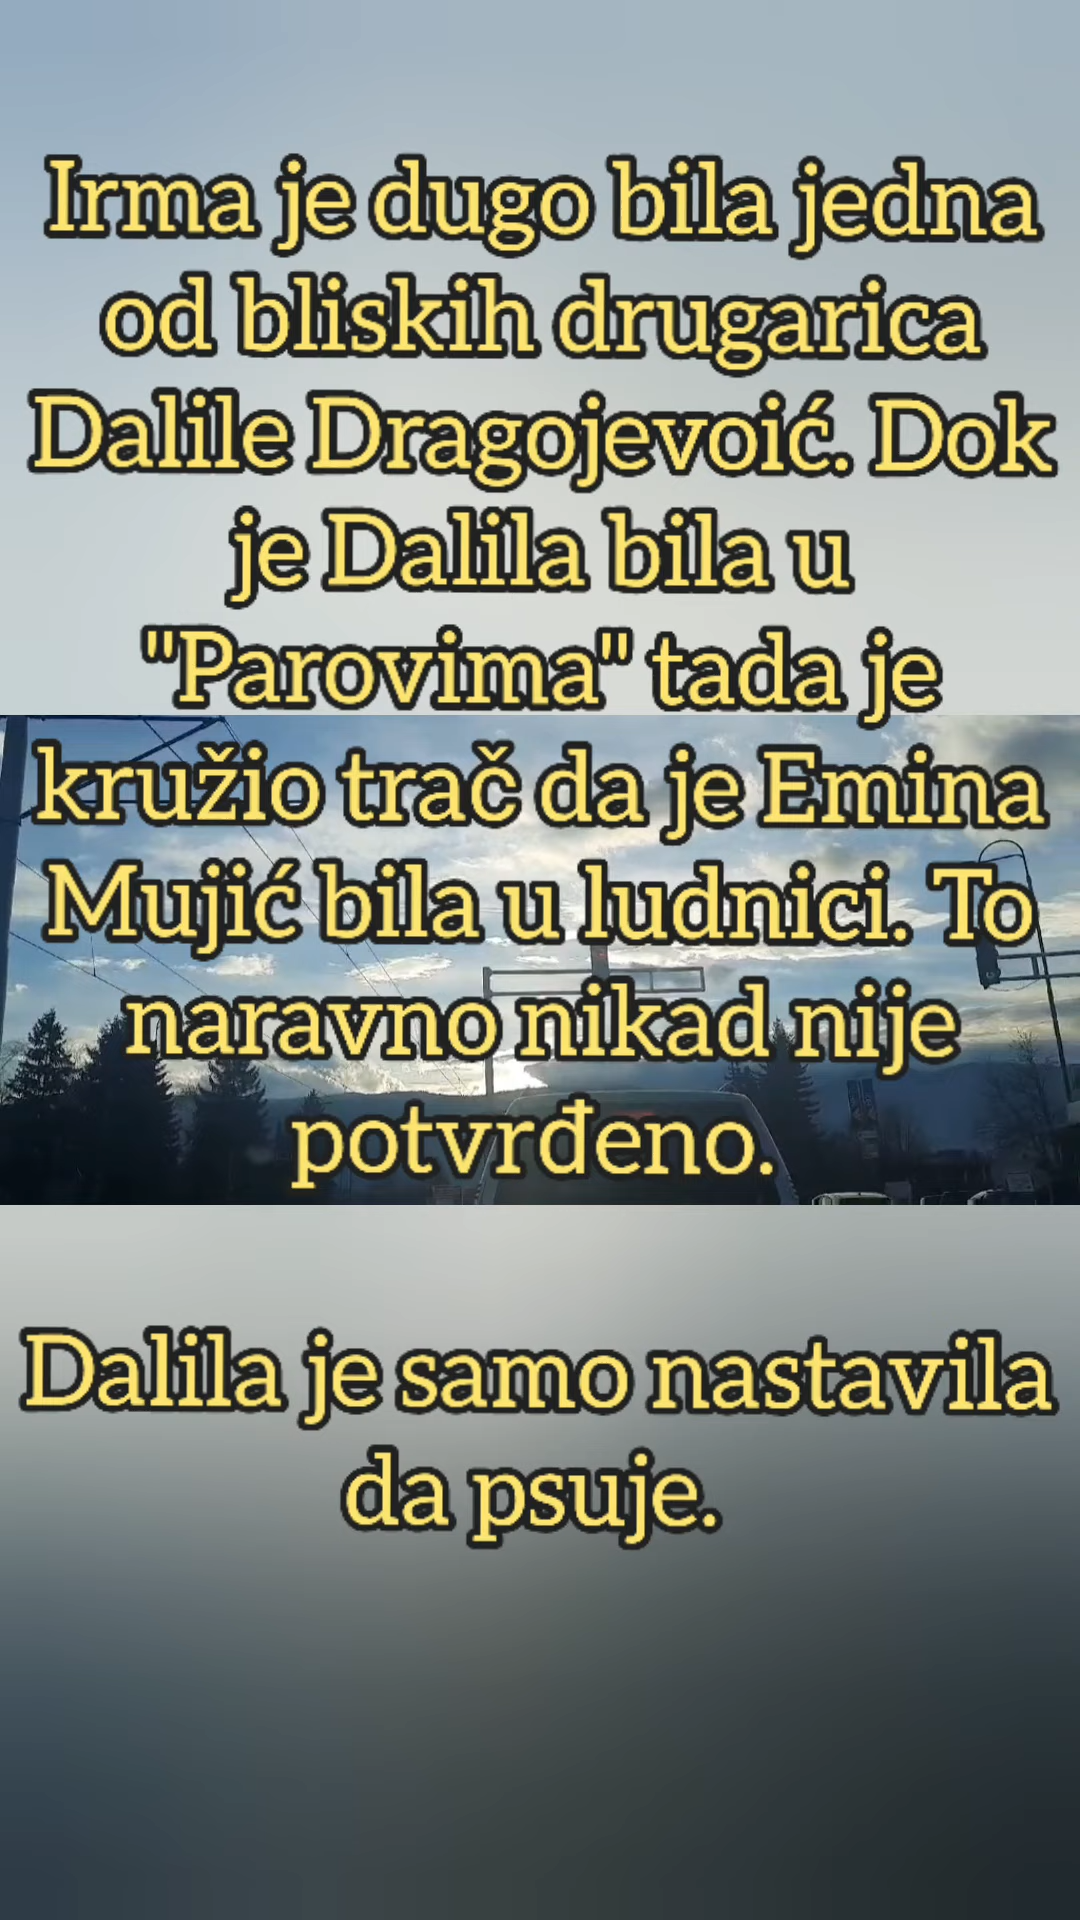 Irma je dugo bila jedna
od bliskih drugarica
Dalile Dragojevoić. Dok
je Dalila bila u
"Parovima" tada je
kružio trač da je Emina
Mujić bila u ludnici. To
naravno nikad nije
potvrđeno.
Dalila je samo nastavila
da psuje.